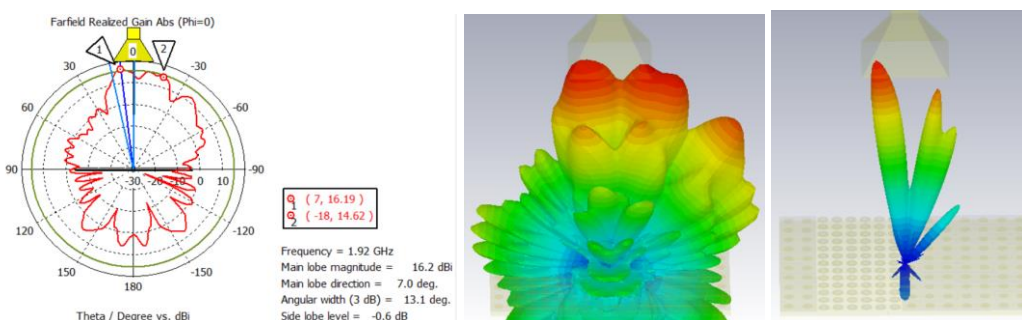 Farfield Realized Gain Abs (Phi=0)
1
0
2
30
-30
60
-60
90
-30
-20
-10
0
10
-90
120
-120
150
-150
180
Theta / Degree vs. dBi
1 ( 7, 16.19 )
2 ( -18, 14.62 )
Frequency = 1.92 GHz
Main lobe magnitude = 16.2 dBi
Main lobe direction = 7.0 deg.
Angular width (3 dB) = 13.1 deg.
Side lobe level = -0.6 dB